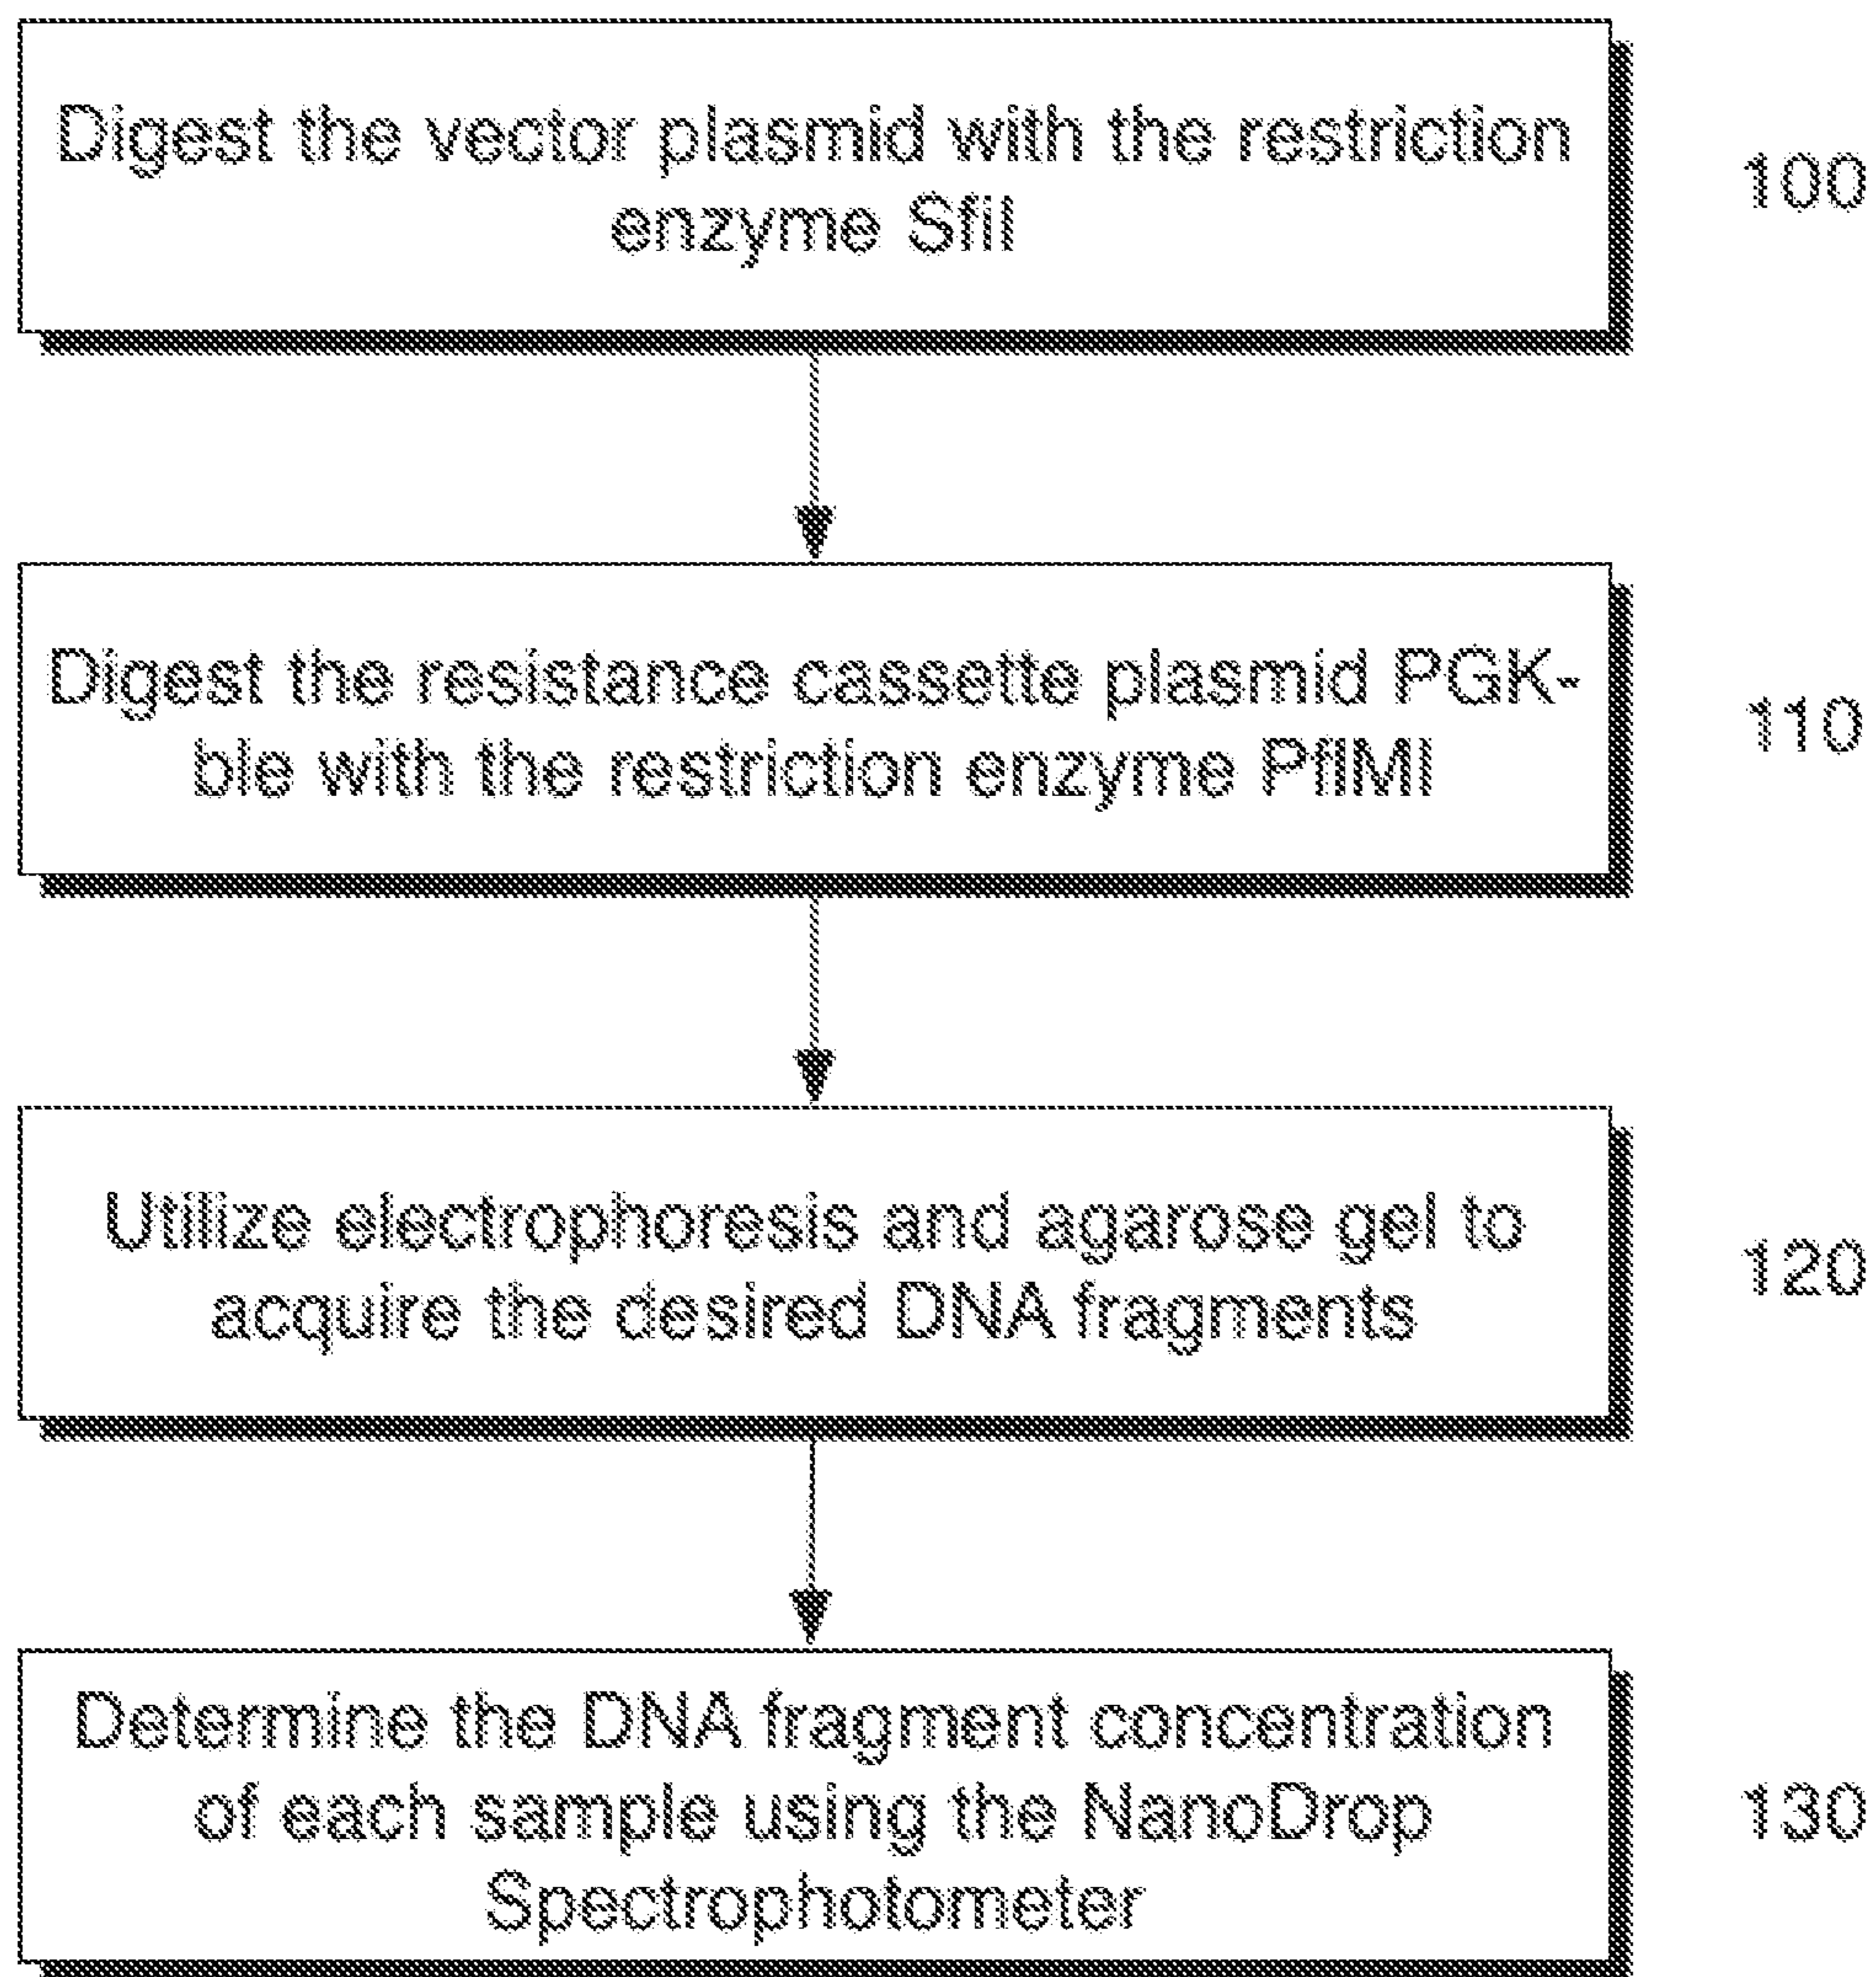 Digest the vector plasmid with the restriction
enzyme SfiI
100
Digest the resistance cassette plasmid PGK-
ble with the restriction enzyme PflMI
110
Utilize electrophoresis and agarose gel to
acquire the desired DNA fragments
120
Determine the DNA fragment concentration
of each sample using the NanoDrop
Spectrophotometer
130